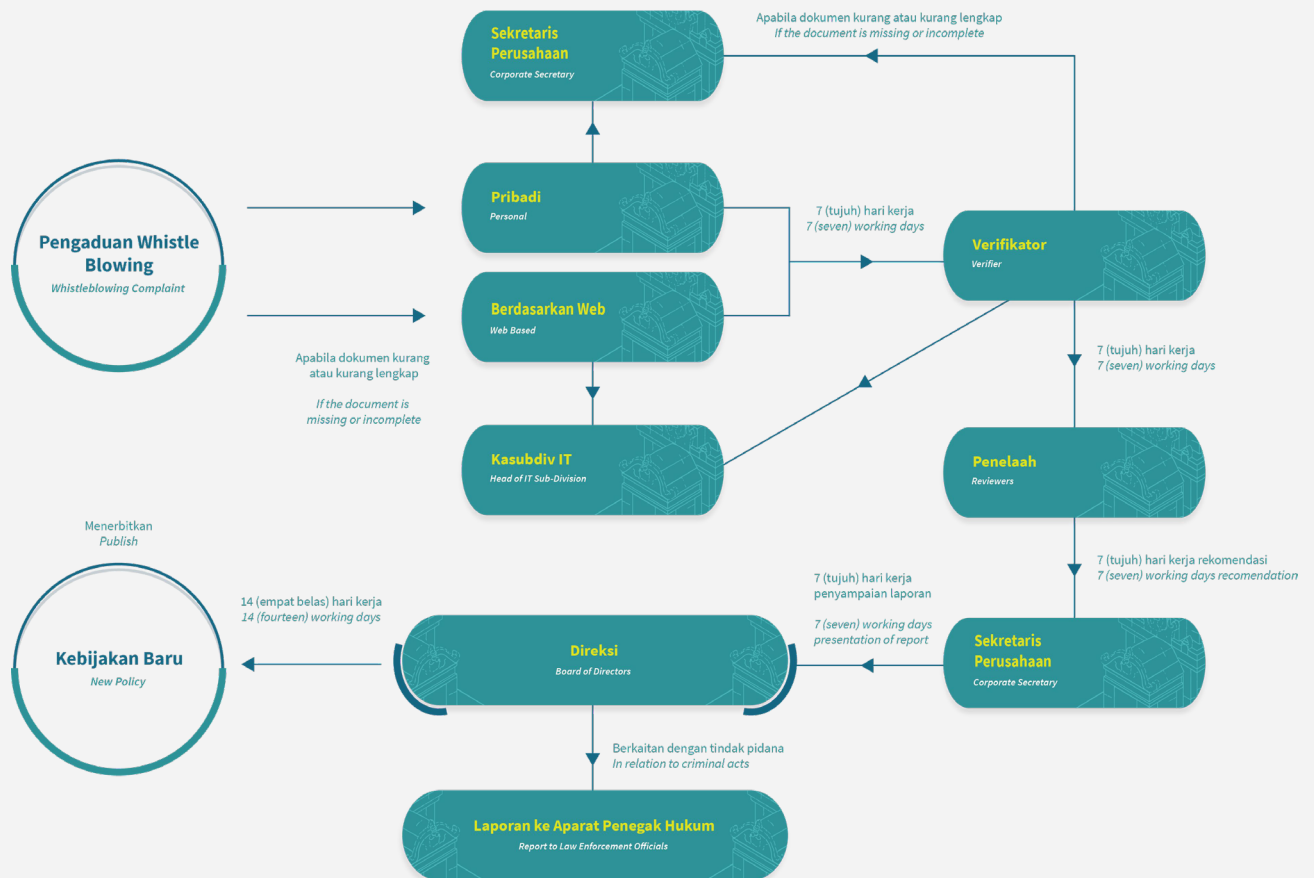 Sekretaris
Perusahaan
Corporate Secretary
Apabila dokumen kurang atau kurang lengkap
If the document is missing or incomplete
Pengaduan Whistle
Blowing
Whistleblowing Complaint
Pribadi
Personal
7 (tujuh) hari kerja
7 (seven) working days
Verifikator
Verifier
Berdasarkan Web
Web Based
Apabila dokumen kurang
atau kurang lengkap
If the document is
missing or incomplete
7 (tujuh) hari kerja
7 (seven) working days
Kasubdiv IT
Head of IT Sub-Division
Penelaah
Reviewers
Menerbitkan
Publish
7 (tujuh) hari kerja rekomendasi
7 (seven) working days recomendation
7 (tujuh) hari kerja
penyampaian laporan
7 (seven) working days
presentation of report
14 (empat belas) hari kerja
14 (fourteen) working days
Kebijakan Baru
New Policy
Direksi
Board of Directors
Sekretaris
Perusahaan
Corporate Secretary
Berkaitan dengan tindak pidana
In relation to criminal acts
Laporan ke Aparat Penegak Hukum
Report to Law Enforcement Officials